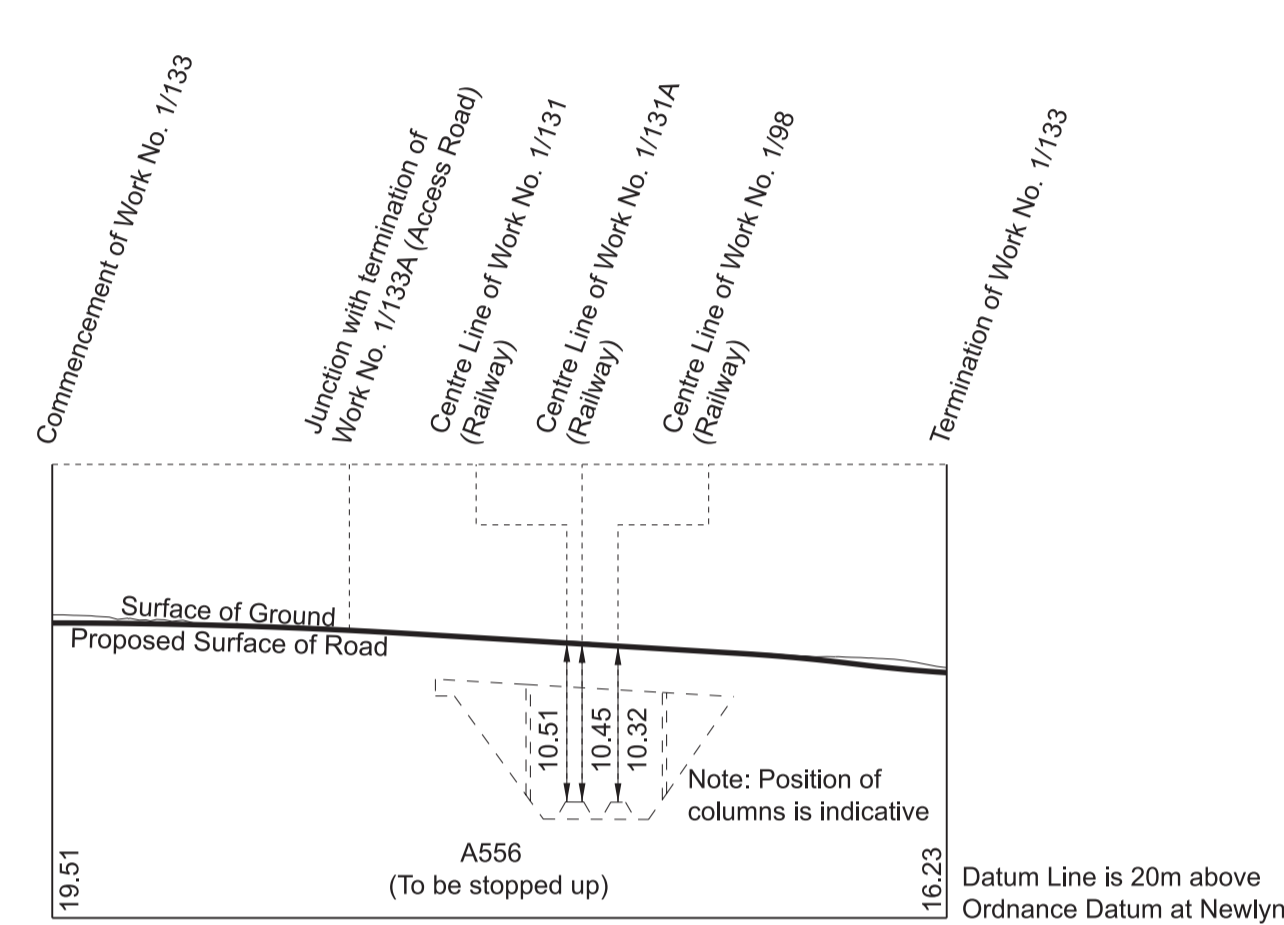 Commencement of Work No. 1/133
Junction with termination of
Work No. 1/133A (Access Road)
Centre Line of Work No. 1/131
(Railway)
Centre Line of Work No. 1/131A
(Railway)
Centre Line of Work No. 1/98
(Railway)
Termination of Work No. 1/133
Surface of Ground
Proposed Surface of Road
10.51
10.45
10.32
Note: Position of
columns is indicative
A556
(To be stopped up)
19.51
16.23
Datum Line is 20m above
Ordnance Datum at Newlyn